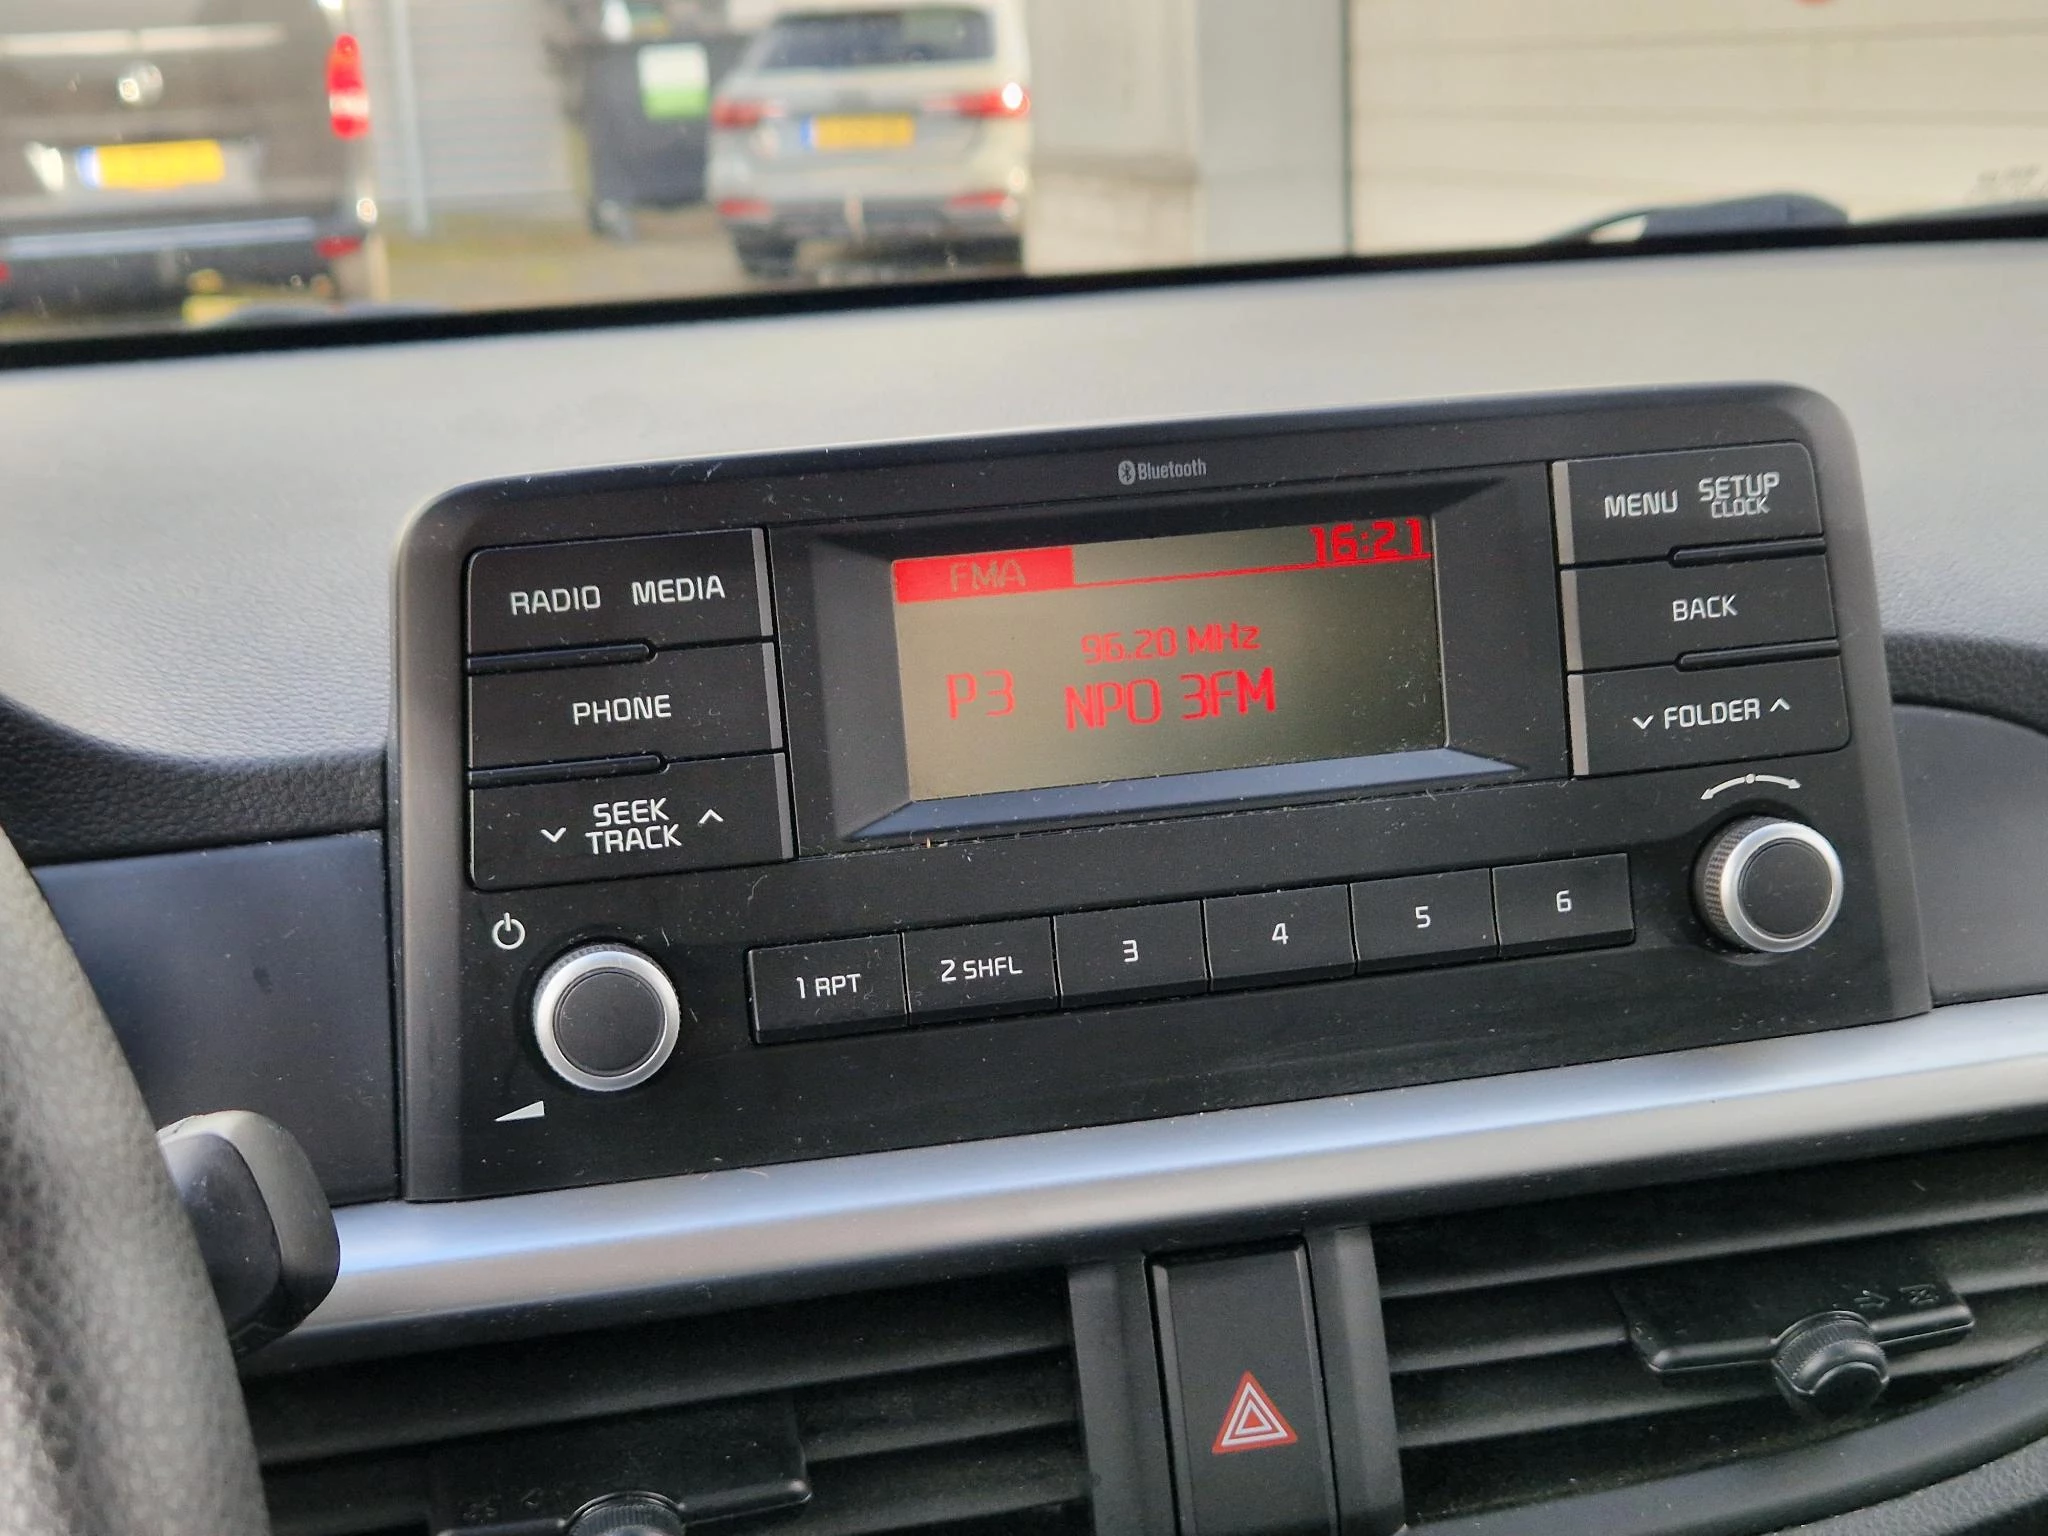 Bluetooth
RADIO MEDIA
PHONE
SEEK
TRACK
FMA
16:21
96.20 MHz
P3 NPO 3FM
MENU SETUP
CLOCK
BACK
FOLDER
1 RPT
2 SHFL
3
4
5
6